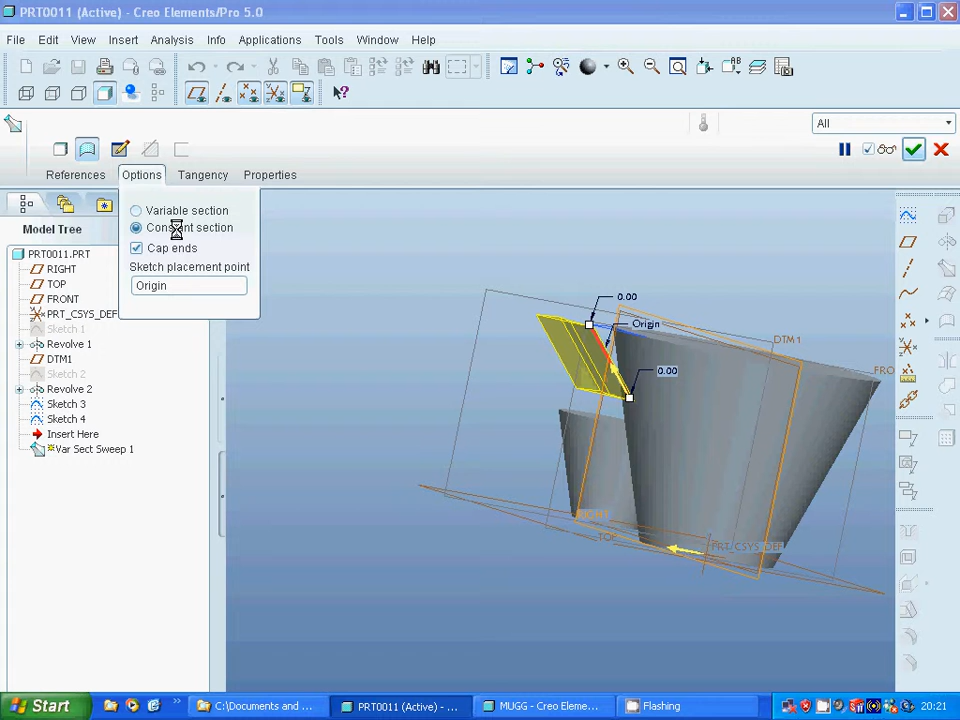 PRT0011 (Active) - Creo Elements/Pro 5.0
File Edit View Insert Analysis Info Applications Tools Window Help
All
References Options Tangency Properties
Variable section
Constant section
Cap ends
Sketch placement point
Origin
Model Tree
PRT0011.PRT
RIGHT
TOP
FRONT
PRT_CSYS_DEF
Sketch 1
Revolve 1
DTM1
Sketch 2
Revolve 2
Sketch 3
Sketch 4
Insert Here
Var Sect Sweep 1
0.00
Origin
DTM1
0.00
FRO
RIGHT
TOP
PRT_CSYS_DEF
Start
C:\Documents and ...
PRT0011 (Active) - ...
MUGG - Creo Eleme...
Flashing
20:21